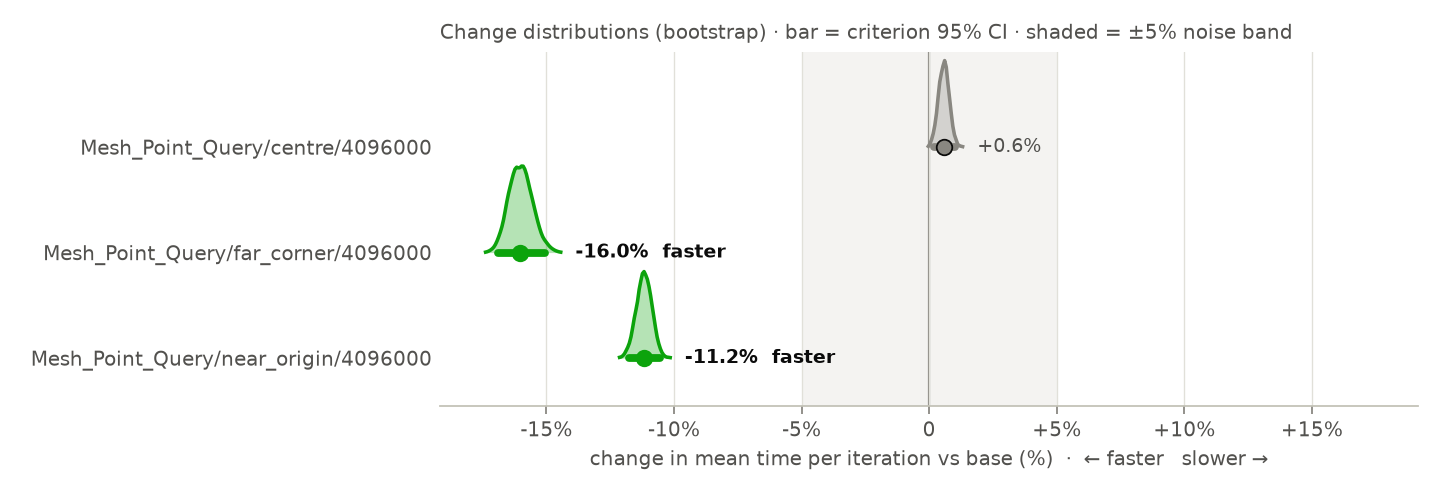 Change distributions (bootstrap) · bar = criterion 95% CI · shaded = ±5% noise band
Mesh_Point_Query/centre/4096000
+0.6%
Mesh_Point_Query/far_corner/4096000
-16.0% faster
Mesh_Point_Query/near_origin/4096000
-11.2% faster
-15% -10% -5% 0 +5% +10% +15%
change in mean time per iteration vs base (%) · ← faster slower →